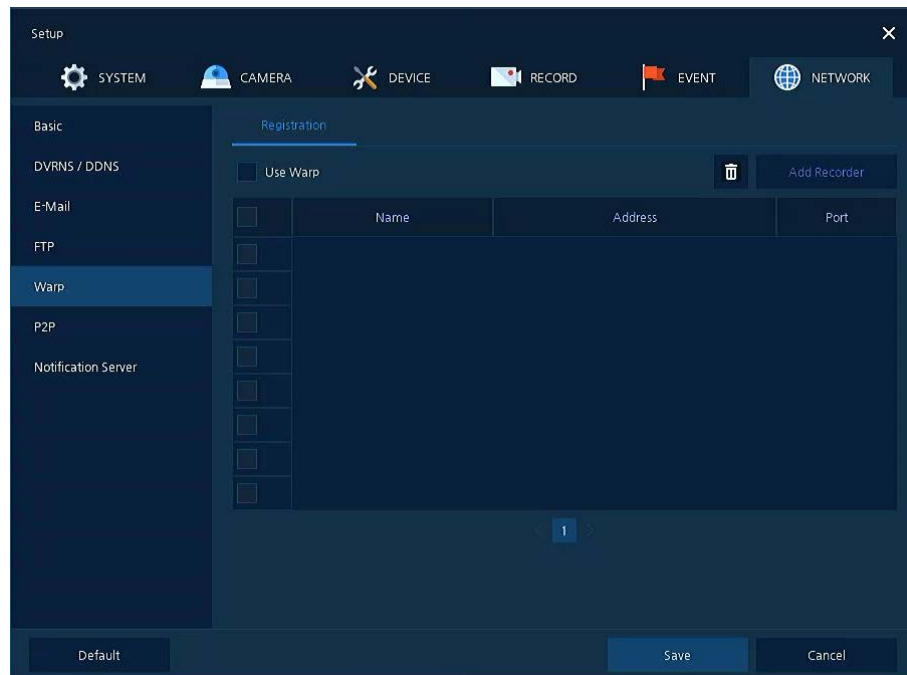 Setup
SYSTEM CAMERA DEVICE RECORD EVENT NETWORK
Basic
DVRNS / DDNS
E-Mail
FTP
Warp
P2P
Notification Server
Registration
Use Warp Add Recorder
Name Address Port
1
Default Save Cancel